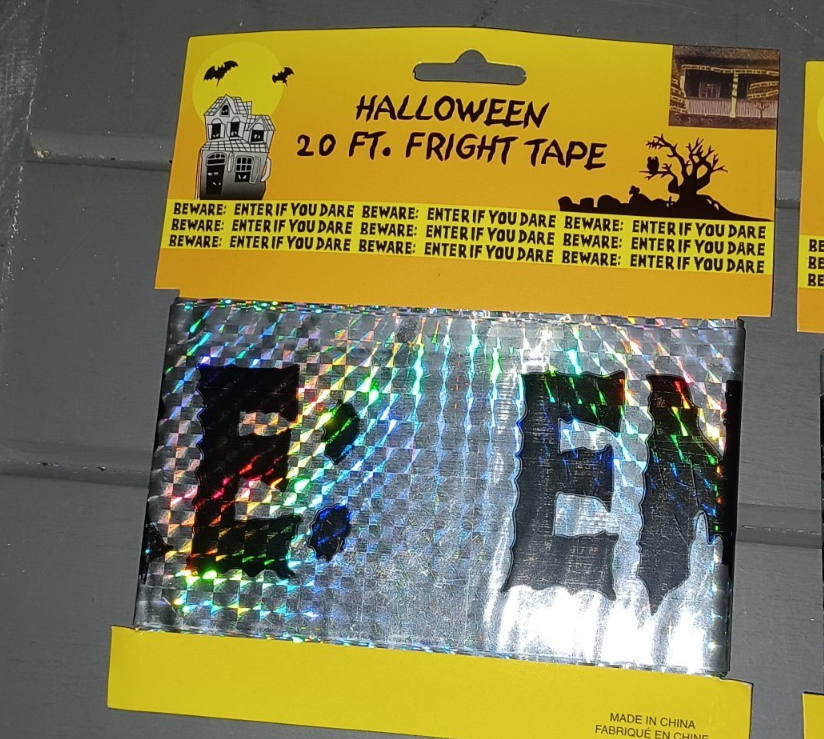 HALLOWEEN
20 FT. FRIGHT TAPE
BEWARE: ENTER IF YOU DARE BEWARE: ENTER IF YOU DARE BEWARE: ENTER IF YOU DARE
BEWARE: ENTER IF YOU DARE BEWARE: ENTER IF YOU DARE BEWARE: ENTER IF YOU DARE
BEWARE: ENTER IF YOU DARE BEWARE: ENTER IF YOU DARE BEWARE: ENTER IF YOU DARE
BE
BE
BE
E: EN
MADE IN CHINA
FABRIQUÉ EN CHINE